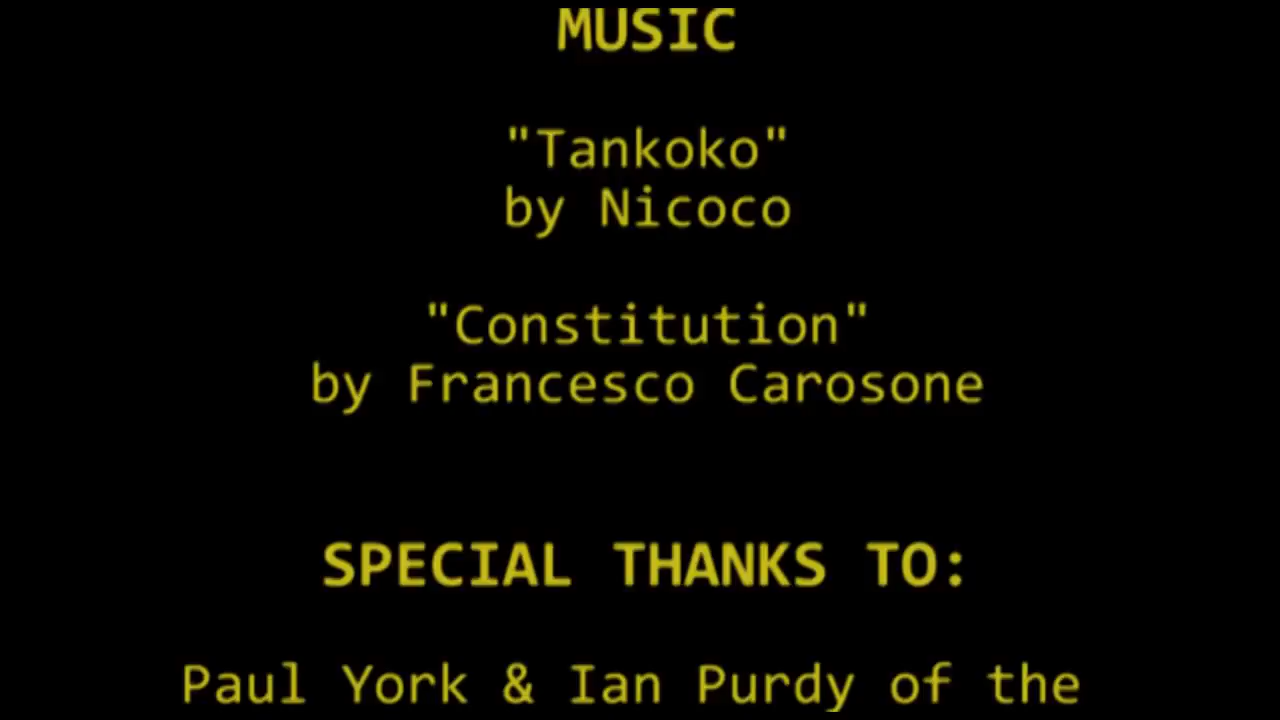 MUSIC
"Tankoko"
by Nicoco
"Constitution"
by Francesco Carosone
SPECIAL THANKS TO:
Paul York & Ian Purdy of the